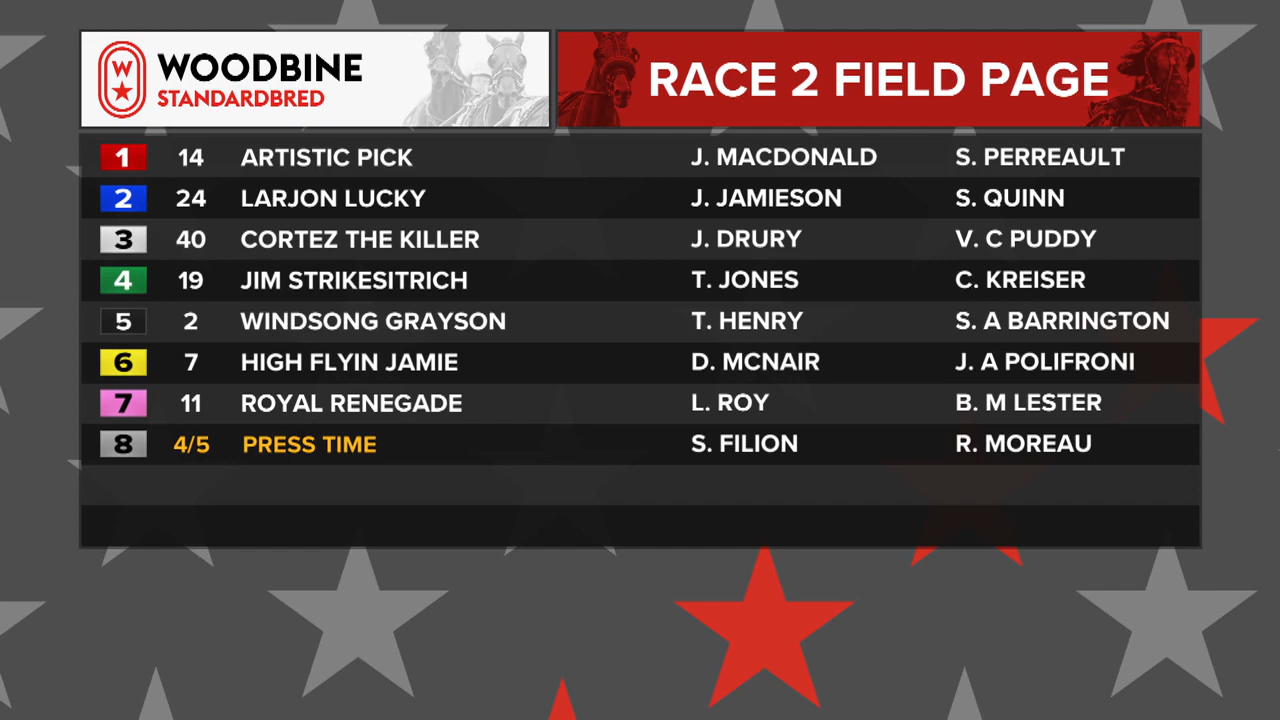 W WOODBINE
STANDARDBRED
RACE 2 FIELD PAGE
1 14 ARTISTIC PICK J. MACDONALD S. PERREAULT
2 24 LARJON LUCKY J. JAMIESON S. QUINN
3 40 CORTEZ THE KILLER J. DRURY V. C PUDDY
4 19 JIM STRIKESITRICH T. JONES C. KREISER
5 2 WINDSONG GRAYSON T. HENRY S. A BARRINGTON
6 7 HIGH FLYIN JAMIE D. MCNAIR J. A POLIFRONI
7 11 ROYAL RENEGADE L. ROY B. M LESTER
8 4/5 PRESS TIME S. FILION R. MOREAU